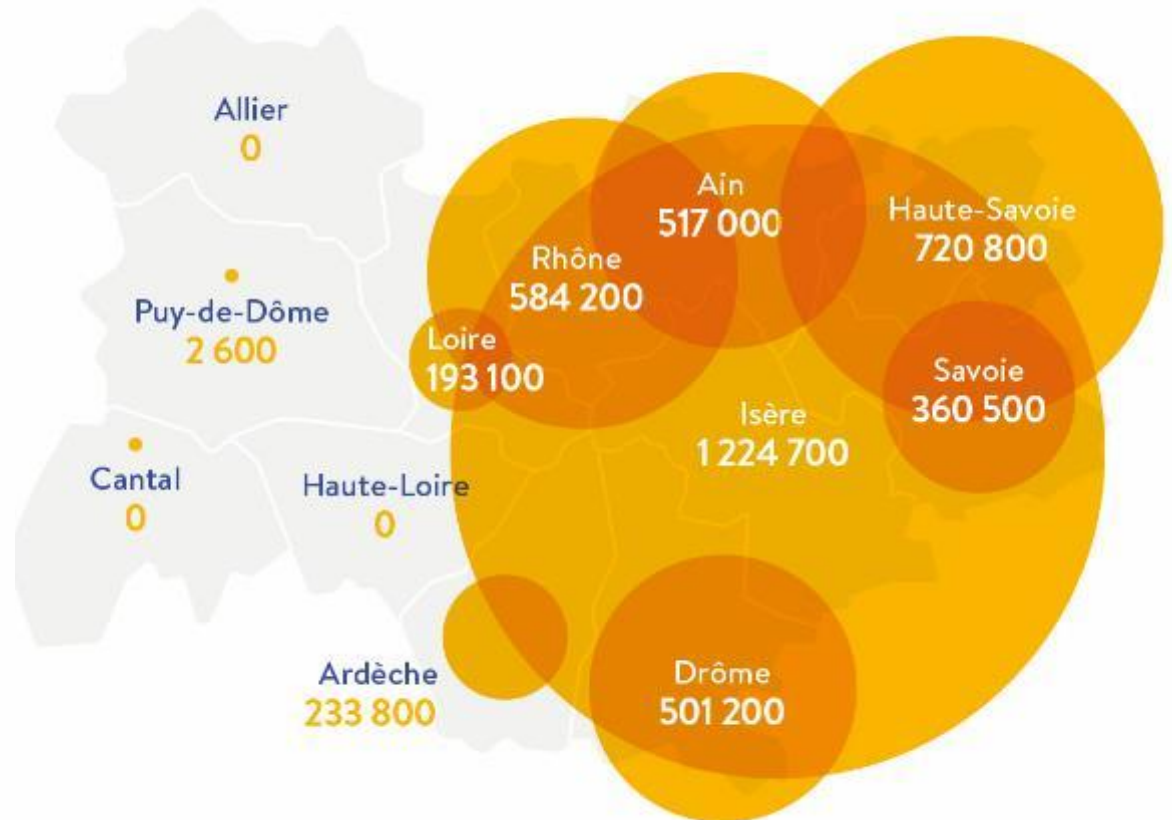 Allier
0
Ain
517 000
Haute-Savoie
720 800
Rhône
584 200
Puy-de-Dôme
2 600
Loire
193 100
Savoie
360 500
Isère
1 224 700
Cantal
0
Haute-Loire
0
Ardèche
233 800
Drôme
501 200